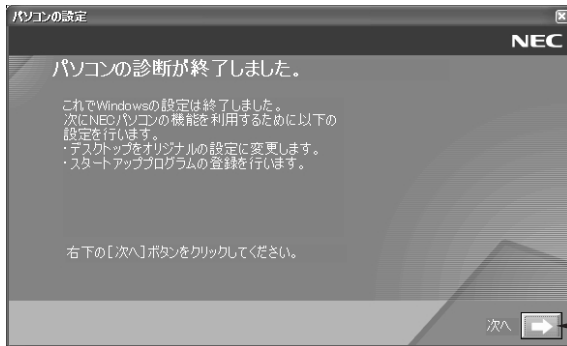 パソコンの設定
NEC
パソコンの診断が終了しました。
これでWindowsの設定は終了しました。
次にNECパソコンの機能を利用するために以下の
設定を行います。
・デスクトップをオリジナルの設定に変更します。
・スタートアッププログラムの登録を行います。
右下の[次へ]ボタンをクリックしてください。
次へ